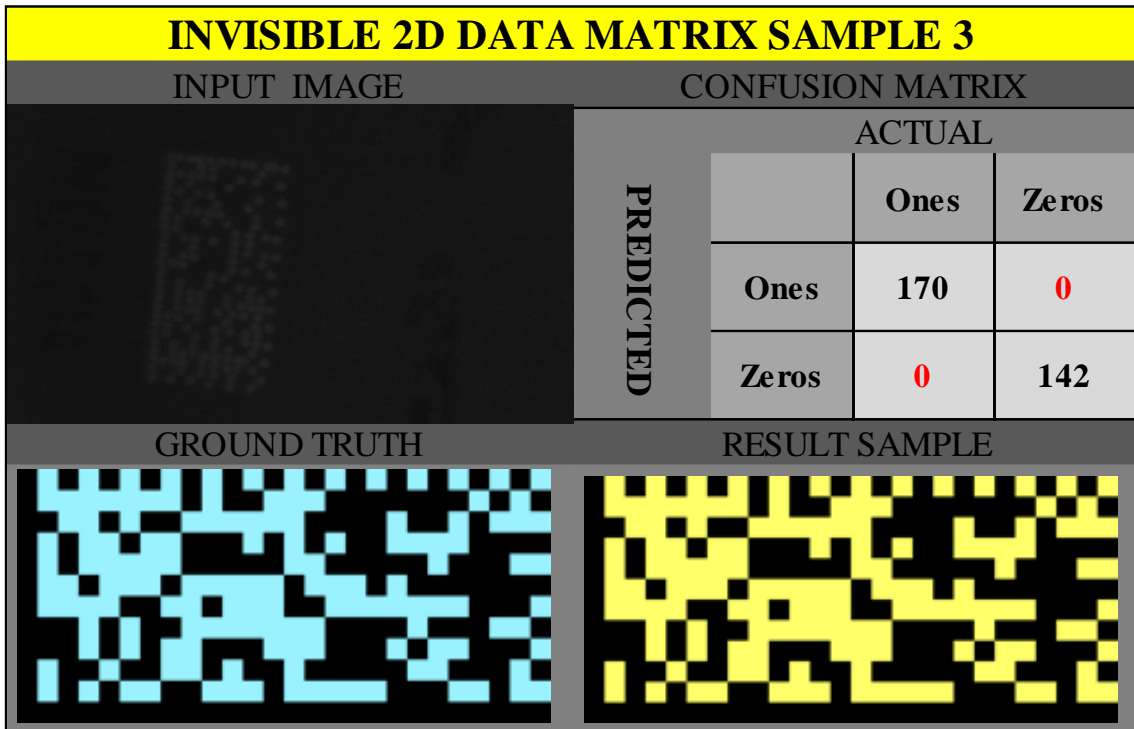 INVISIBLE 2D DATA MATRIX SAMPLE 3
INPUT IMAGE
CONFUSION MATRIX
ACTUAL
PREDICTED
Ones Zeros
Ones 170 0
Zeros 0 142
GROUND TRUTH
RESULT SAMPLE